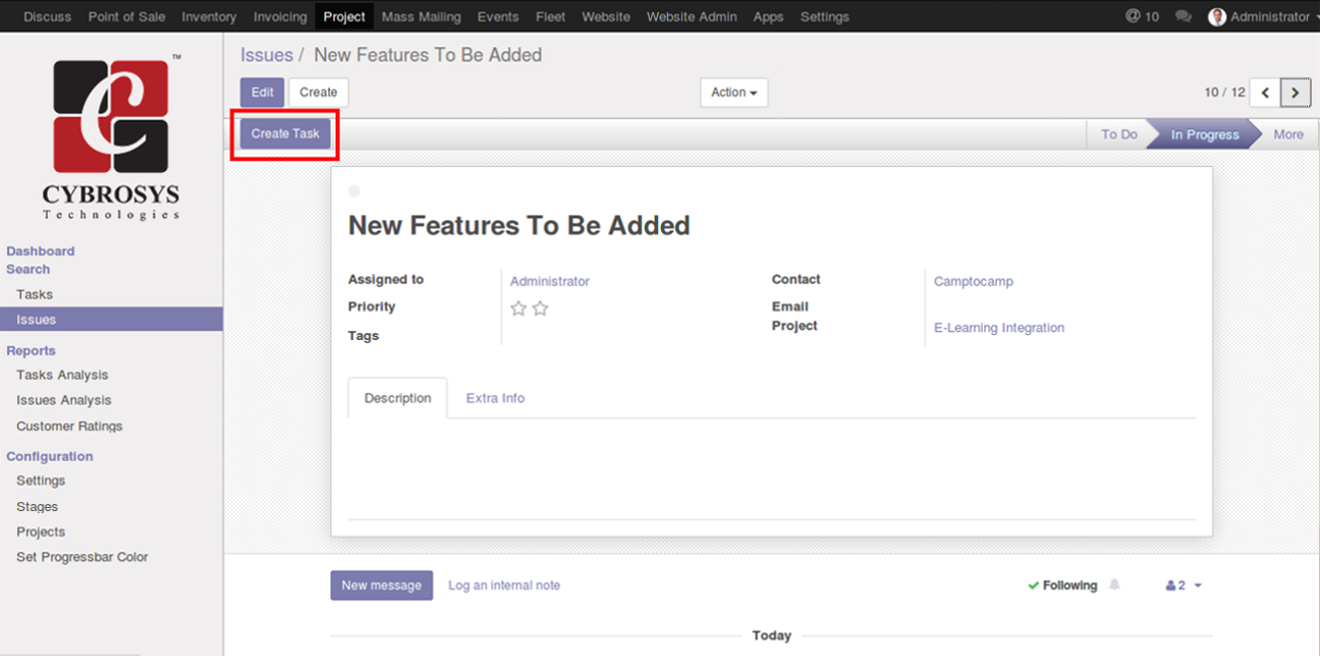 Discuss Point of Sale Inventory Invoicing Project Mass Mailing Events Fleet Website Website Admin Apps Settings @ 10 Administrator
Issues / New Features To Be Added
Edit Create Action 10 / 12
Create Task To Do In Progress More
TM
C
CYBROSYS
Technologies
Dashboard
Search
Tasks
Issues
Reports
Tasks Analysis
Issues Analysis
Customer Ratings
Configuration
Settings
Stages
Projects
Set Progressbar Color
New Features To Be Added
Assigned to Administrator Contact Camptocamp
Priority Email
Project E-Learning Integration
Tags
Description Extra Info
New message Log an internal note Following 2
Today